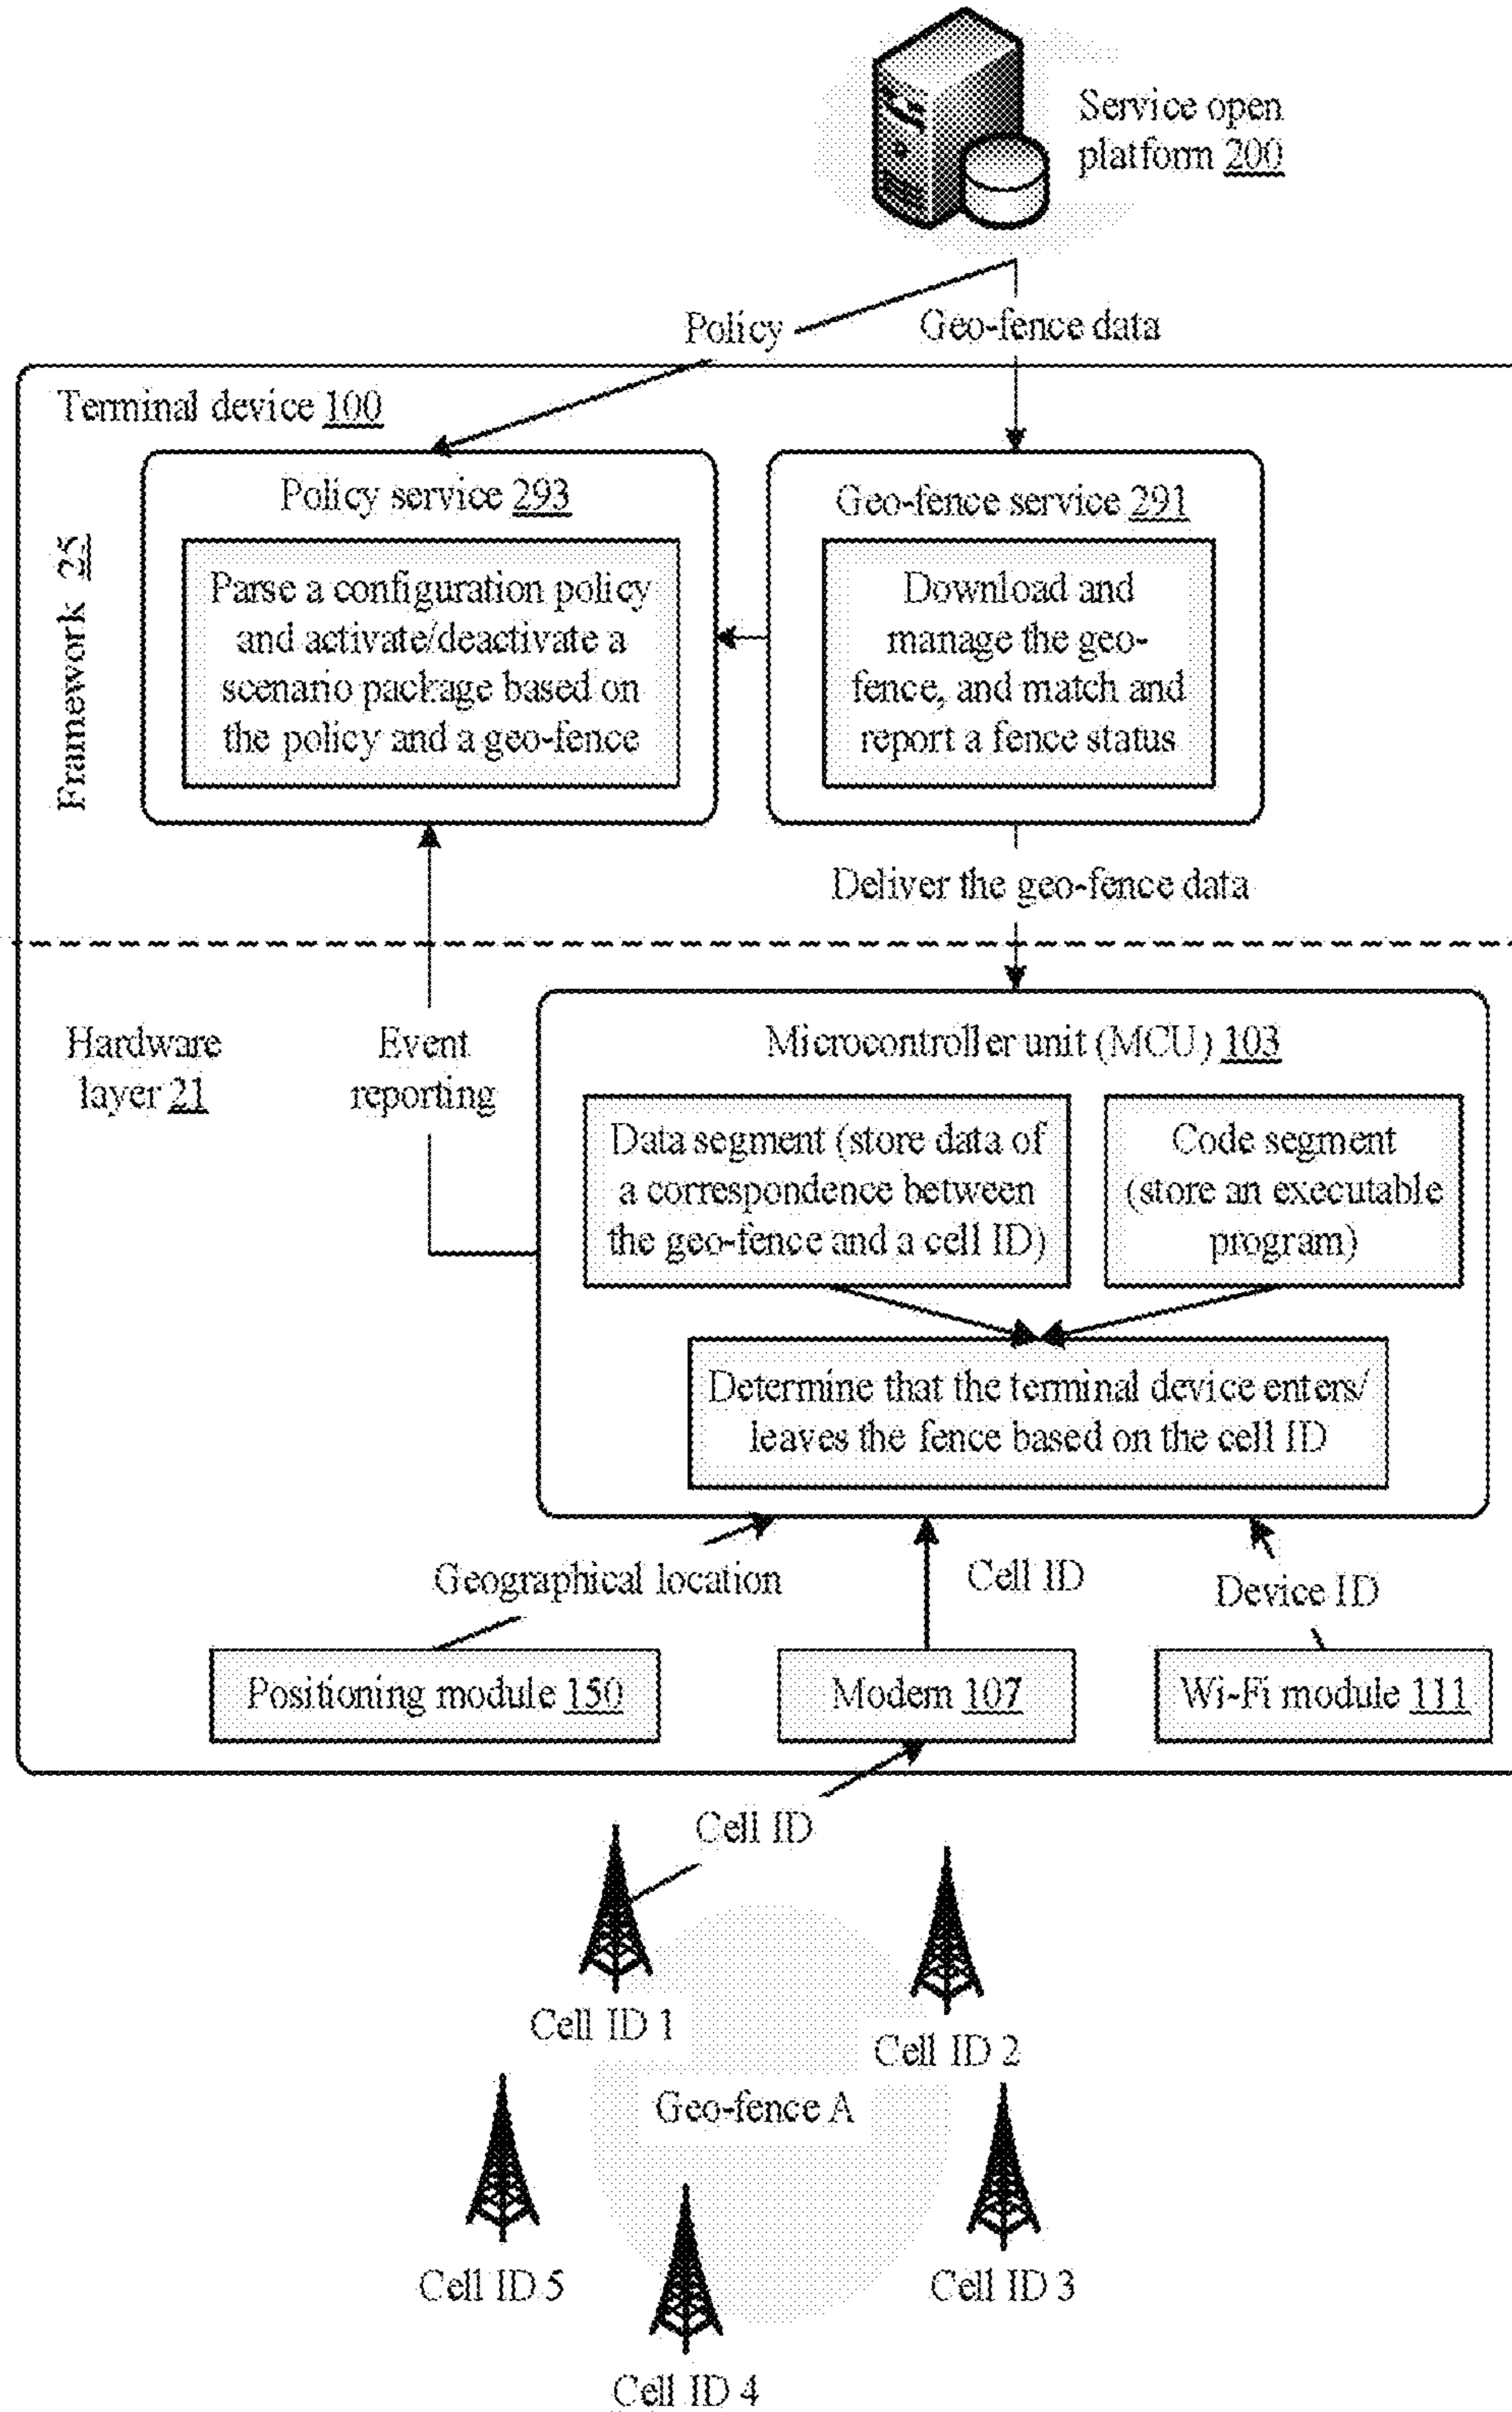 Service open
platform 200
Policy
Geo-fence data
Terminal device 100
Framework 25
Policy service 293
Parse a configuration policy
and activate/deactivate a
scenario package based on
the policy and a geo-fence
Geo-fence service 291
Download and
manage the geo-
fence, and match and
report a fence status
Deliver the geo-fence data
Hardware
layer 21
Event
reporting
Microcontroller unit (MCU) 103
Data segment (store data of
a correspondence between
the geo-fence and a cell ID)
Code segment
(store an executable
program)
Determine that the terminal device enters/
leaves the fence based on the cell ID
Geographical location
Cell ID
Device ID
Positioning module 150
Modem 107
Wi-Fi module 111
Cell ID
Cell ID 1
Cell ID 2
Geo-fence A
Cell ID 5
Cell ID 3
Cell ID 4